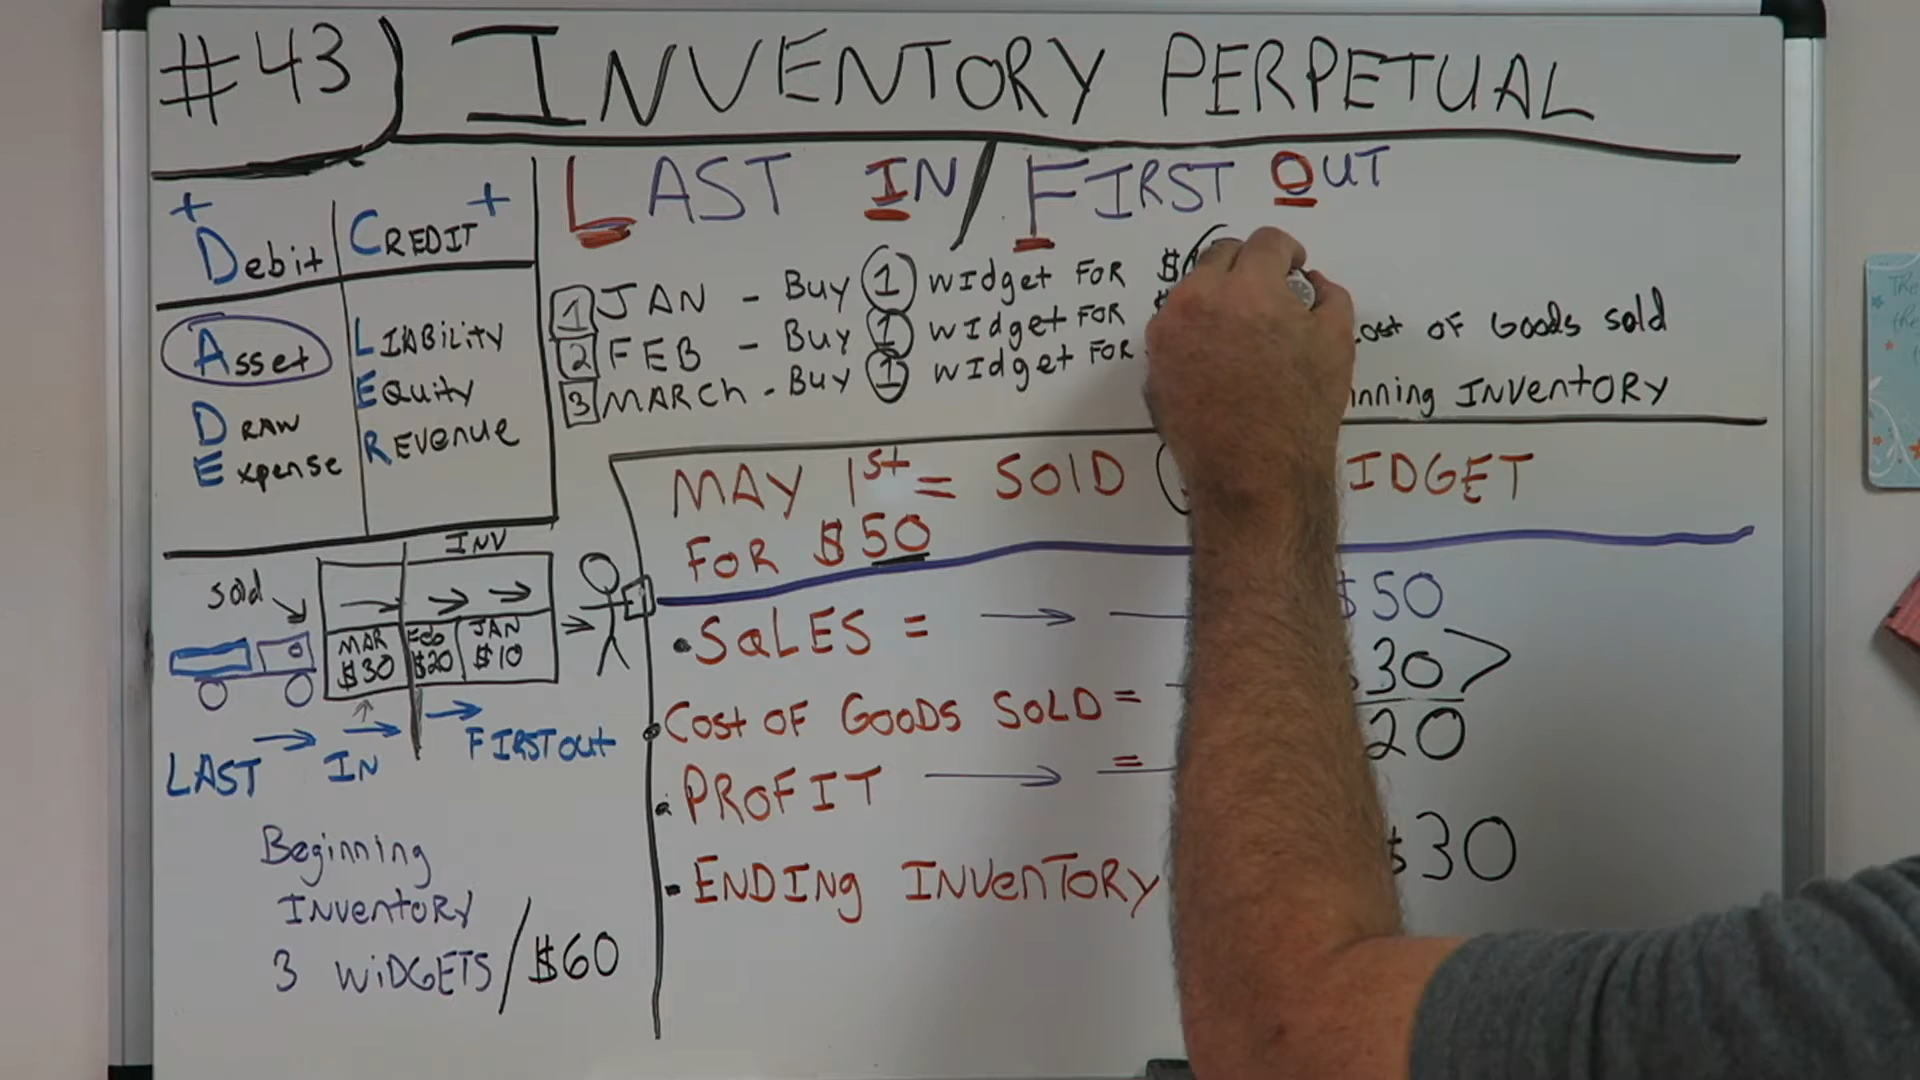 #43) INVENTORY PERPETUAL
LAST IN/FIRST OUT
+ Debit | CREDIT +
Asset LIABILITY
DRAW EQuity
Expense REVENUE
1 JAN - Buy 1 WIdget FOR $
2 FEB - Buy 1 WIdget FOR
3 MARCH - Buy 1 WIdget FOR
Cost OF Goods sold
inning INVENTORY
MAY 1st = SOlD IDGET
FOR $50
• SaLES = $50
• COST OF GOODS SOLD = $30
• PROFIT = 20
• ENDINg INVENTORY $30
INV
sold
MAR Feb JAN
$30 $20 $10
LAST → IN → FIRST OUT
Beginning
INVENTORY
3 WiDGETS / $60